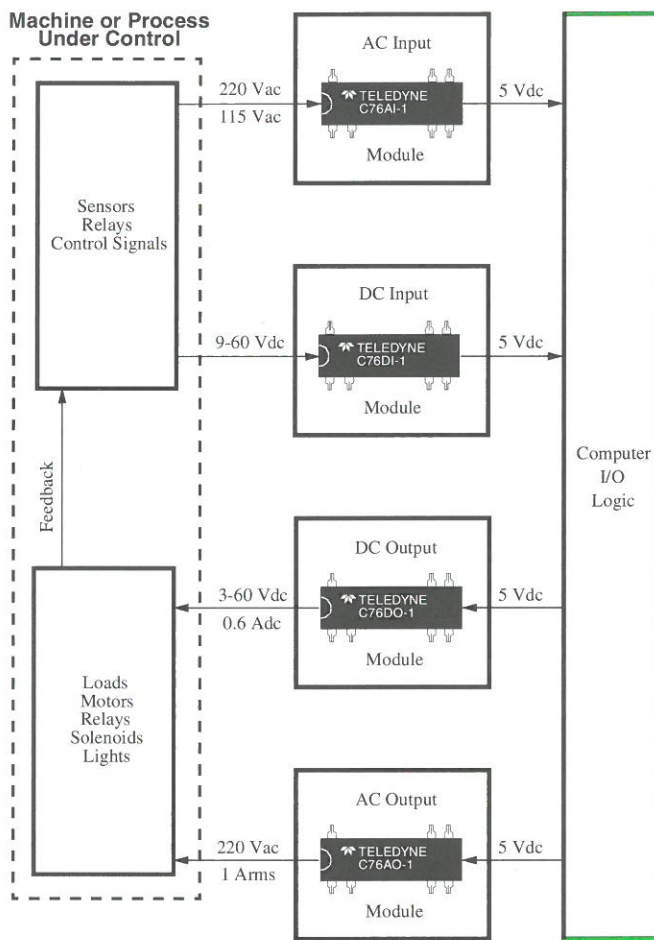 Machine or Process
Under Control
Sensors
Relays
Control Signals
Feedback
Loads
Motors
Relays
Solenoids
Lights
220 Vac
115 Vac
AC Input
TELEDYNE
C76AI-1
Module
5 Vdc
9-60 Vdc
DC Input
TELEDYNE
C76DI-1
Module
5 Vdc
3-60 Vdc
0.6 Adc
DC Output
TELEDYNE
C76DO-1
Module
5 Vdc
220 Vac
1 Arms
AC Output
TELEDYNE
C76AO-1
Module
5 Vdc
Computer
I/O
Logic